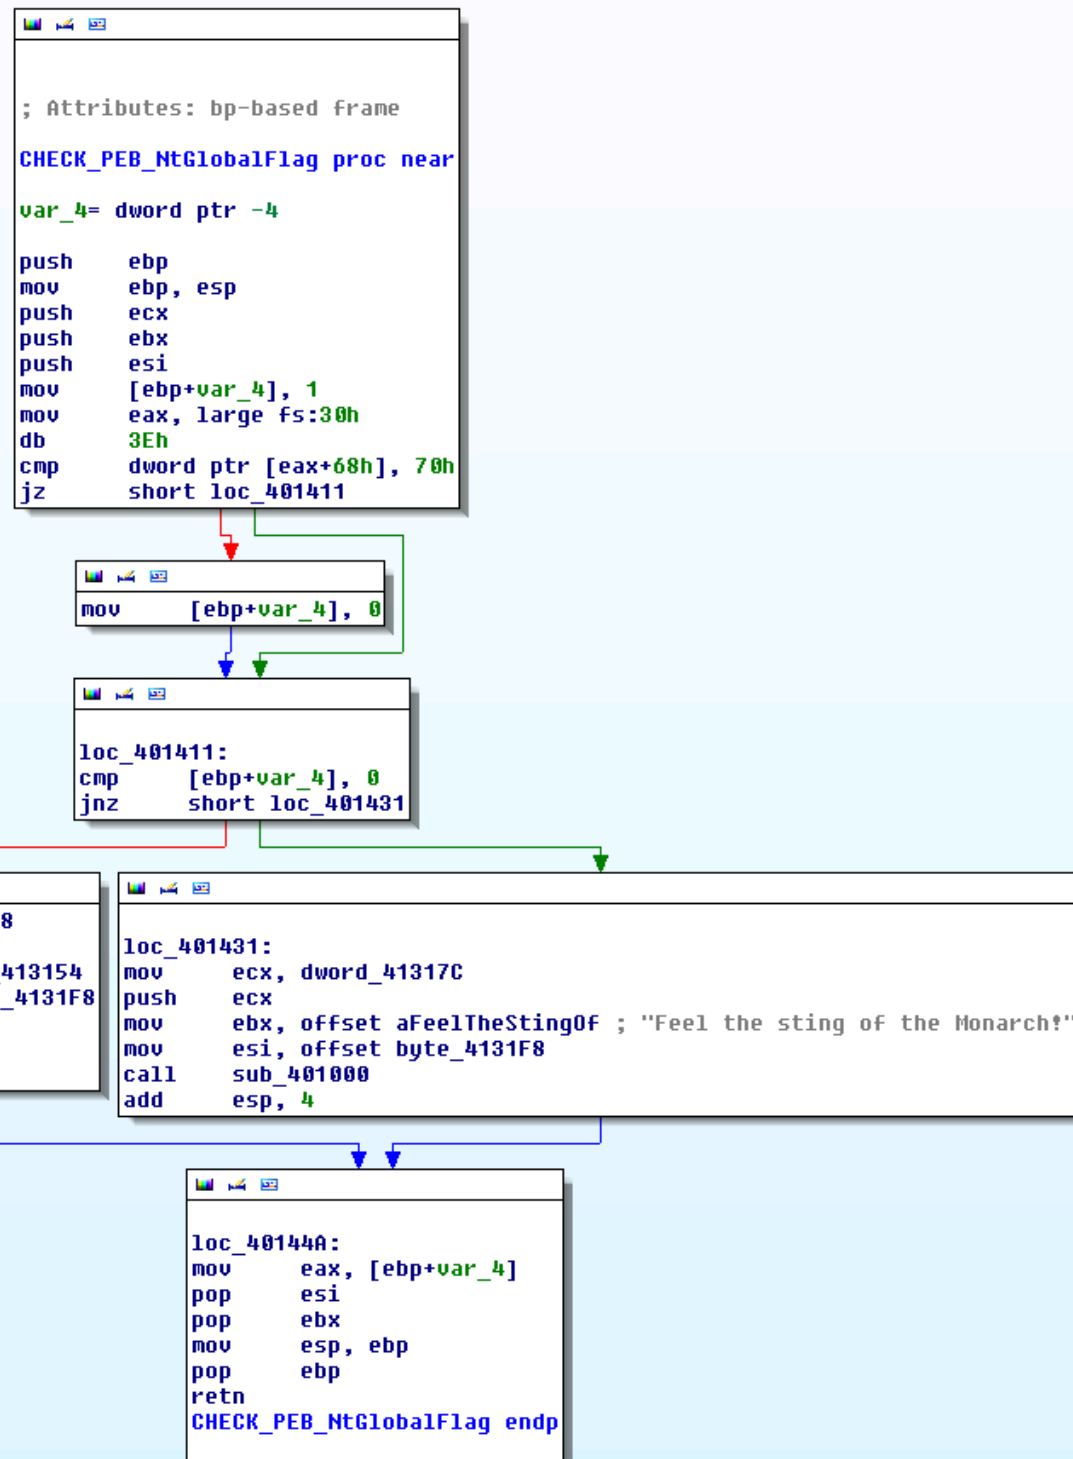 ; Attributes: bp-based frame
CHECK_PEB_NtGlobalFlag proc near
var_4= dword ptr -4
push ebp
mov ebp, esp
push ecx
push ebx
push esi
mov [ebp+var_4], 1
mov eax, large fs:30h
db 3Eh
cmp dword ptr [eax+68h], 70h
jz short loc_401411
mov [ebp+var_4], 0
loc_401411:
cmp [ebp+var_4], 0
jnz short loc_401431
8
_413154
_4131F8
loc_401431:
mov ecx, dword_41317C
push ecx
mov ebx, offset aFeelTheStingOf ; "Feel the sting of the Monarch!"
mov esi, offset byte_4131F8
call sub_401000
add esp, 4
loc_40144A:
mov eax, [ebp+var_4]
pop esi
pop ebx
mov esp, ebp
pop ebp
retn
CHECK_PEB_NtGlobalFlag endp